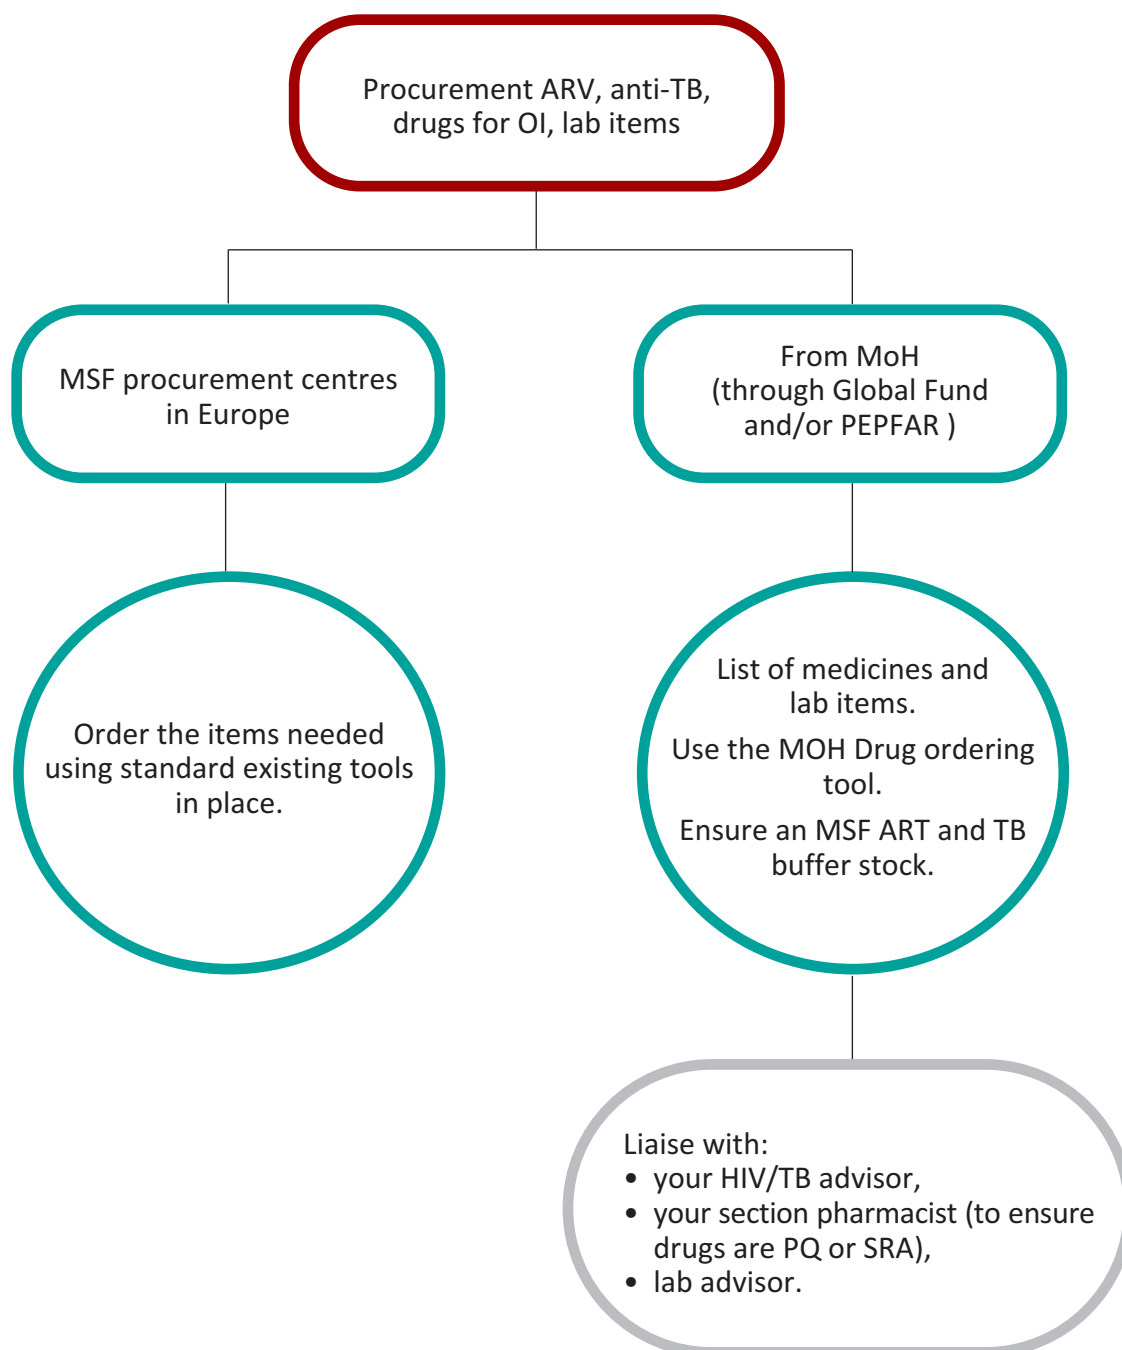 Procurement ARV, anti-TB,
drugs for OI, lab items
MSF procurement centres
in Europe
From MoH
(through Global Fund
and/or PEPFAR )
Order the items needed
using standard existing tools
in place.
List of medicines and
lab items.
Use the MOH Drug ordering
tool.
Ensure an MSF ART and TB
buffer stock.
Liaise with:
• your HIV/TB advisor,
• your section pharmacist (to ensure
drugs are PQ or SRA),
• lab advisor.